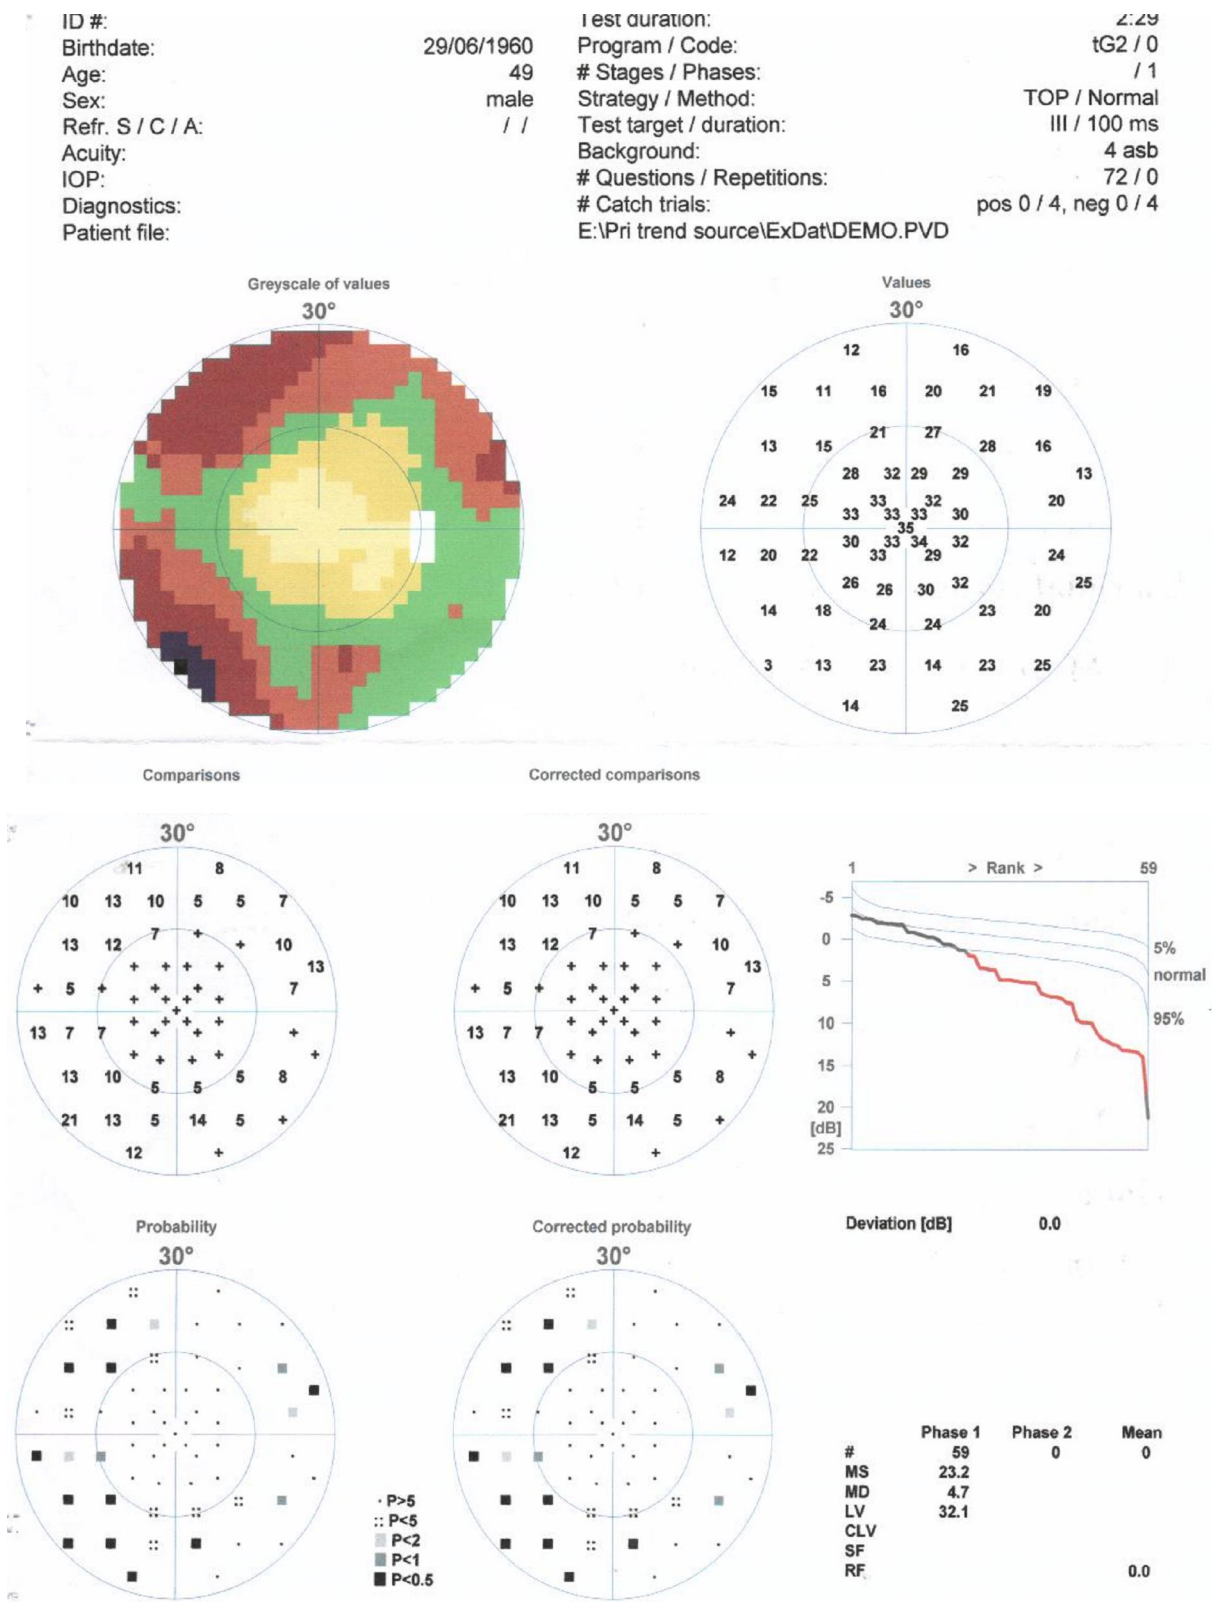 ID #:
Birthdate: 29/06/1960
Age: 49
Sex: male
Refr. S / C / A: / /
Acuity:
IOP:
Diagnostics:
Patient file:
Test duration: 2:29
Program / Code: tG2 / 0
# Stages / Phases: / 1
Strategy / Method: TOP / Normal
Test target / duration: III / 100 ms
Background: 4 asb
# Questions / Repetitions: 72 / 0
# Catch trials: pos 0 / 4, neg 0 / 4
E:\Pri trend source\ExDat\DEMO.PVD
Greyscale of values
30°
Values
30°
12 16
15 11 16 20 21 19
21 27
13 15 28 16
28 32 29 29 13
24 22 25 33 32 20
33 33 33 30
35
30 33 34 32
12 20 22 33 29 24
26 26 30 32 25
14 18 23 20
24 24
3 13 23 14 23 25
14 25
Comparisons
30°
11 8
10 13 10 5 5 7
7 +
13 12 + 10
+ + + + 13
+ 5 + + + 7
+ + + +
+
+ + + +
13 7 7 + + +
+ + + + +
13 10 5 8
5 5
21 13 5 14 5 +
12 +
Corrected comparisons
30°
11 8
10 13 10 5 5 7
7 +
13 12 + 10
+ + + + 13
+ 5 + + + 7
+ + + +
+
+ + + +
13 7 7 + + +
+ + + + +
13 10 5 8
5 5
21 13 5 14 5 +
12 +
1 > Rank > 59
-5
0
5
10
15
20
[dB]
25
5%
normal
95%
Probability
30°
Corrected probability
30°
Deviation [dB] 0.0
P>5
P<5
P<2
P<1
P<0.5
Phase 1 Phase 2 Mean
# 59 0 0
MS 23.2
MD 4.7
LV 32.1
CLV
SF
RF 0.0